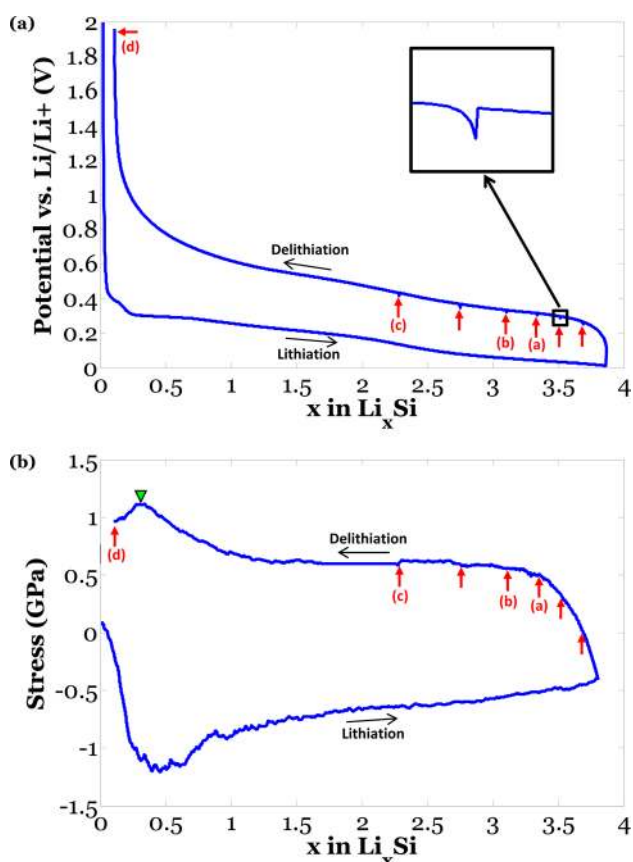 (a)
2
1.8
1.6
1.4
1.2
1
0.8
0.6
0.4
0.2
0
Potential vs. Li/Li+ (V)
(d)
Delithiation
(c)
(b)
(a)
Lithiation
0 0.5 1 1.5 2 2.5 3 3.5 4
x in LixSi
(b)
1.5
1
0.5
0
−0.5
−1
−1.5
Stress (GPa)
(d)
Delithiation
(c)
(b)
(a)
Lithiation
0 0.5 1 1.5 2 2.5 3 3.5 4
x in LixSi